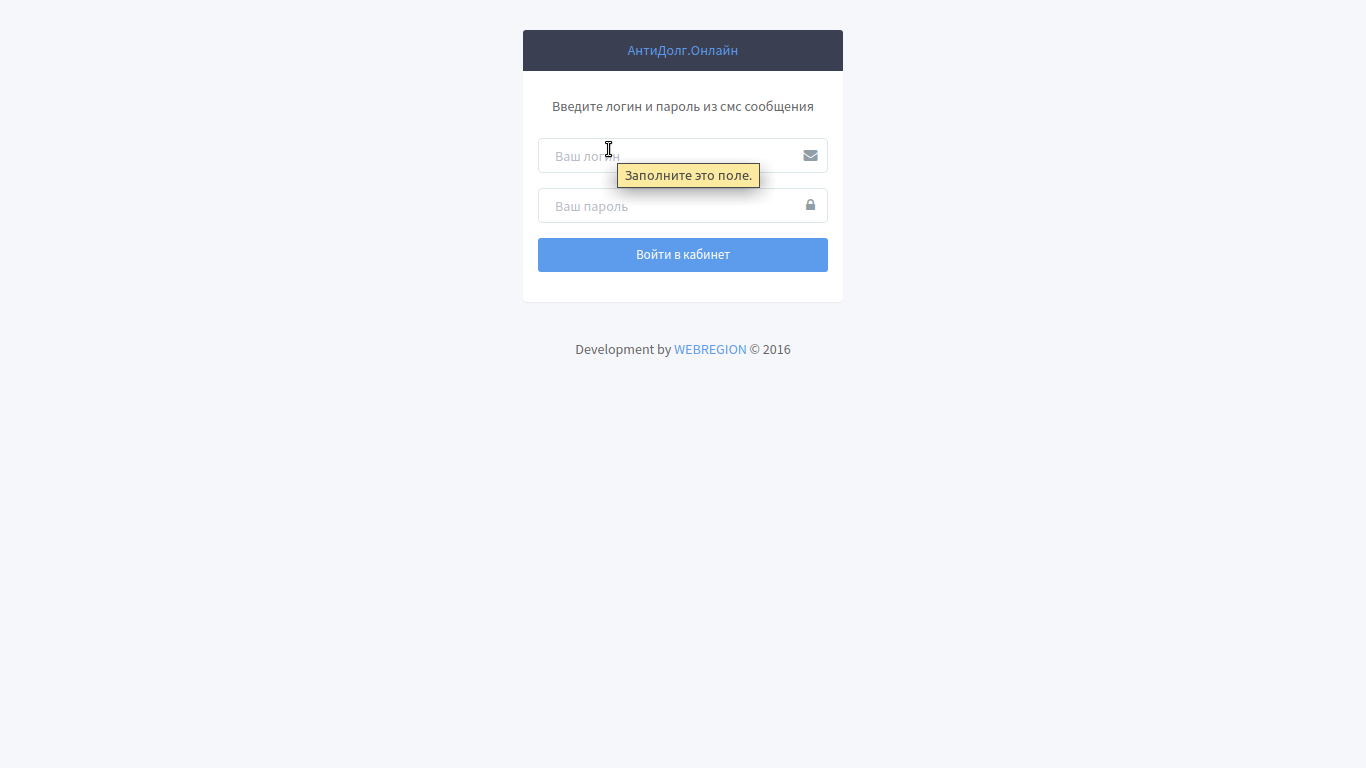 АнтиДолг.Онлайн
Введите логин и пароль из смс сообщения
Ваш логин
Заполните это поле.
Ваш пароль
Войти в кабинет
Development by WEBREGION © 2016